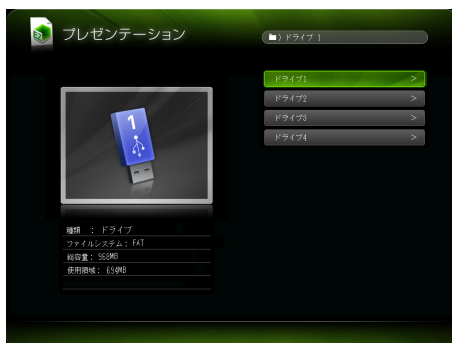 プレゼンテーション
) ドライブ 1
ドライブ1 >
ドライブ2 >
ドライブ3 >
ドライブ4 >
1
種類 : ドライブ
ファイルシステム: FAT
総容量: 968MB
使用領域: 694MB